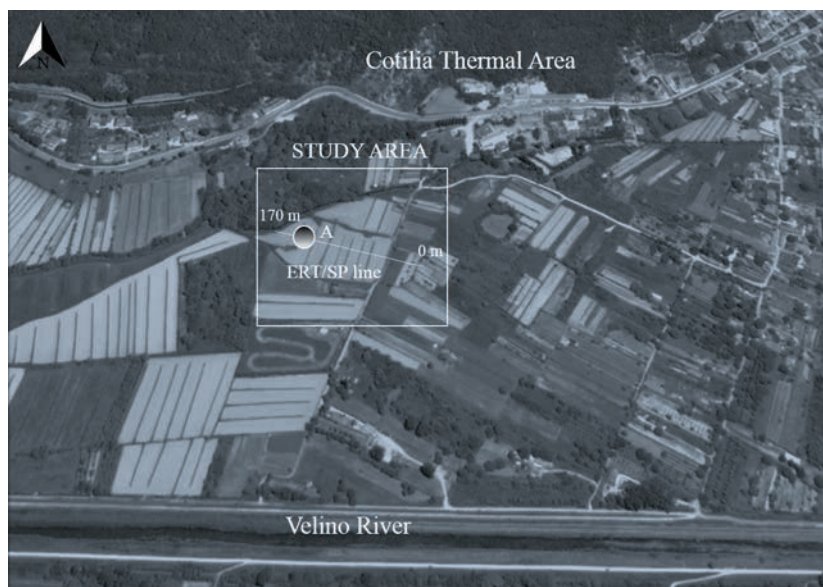 N
Cotilia Thermal Area
STUDY AREA
170 m
A
0 m
ERT/SP line
Velino River